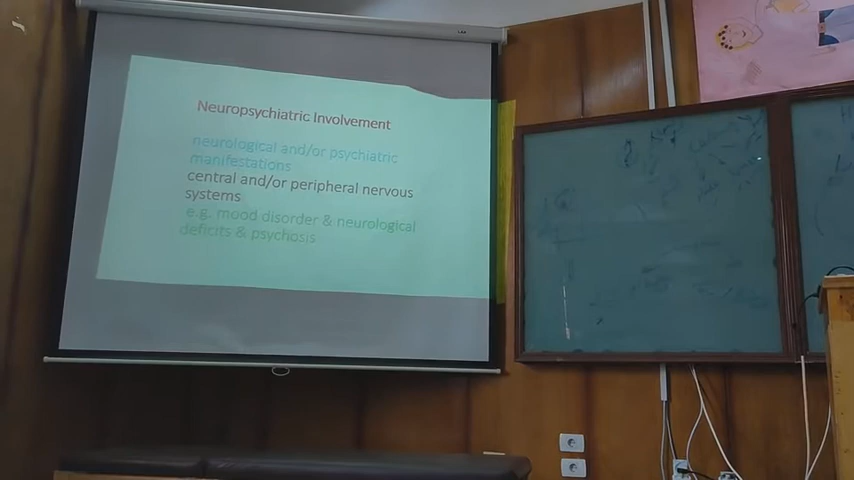 Neuropsychiatric Involvement
neurological and/or psychiatric
manifestations
central and/or peripheral nervous
systems
e.g. mood disorder & neurological
deficits & psychosis